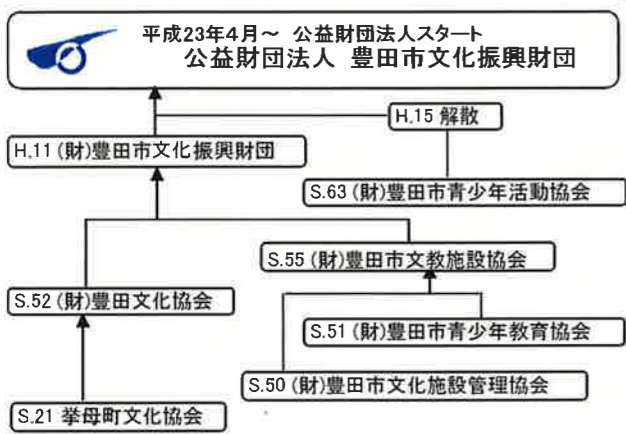 平成23年4月～ 公益財団法人スタート
公益財団法人 豊田市文化振興財団
H.15 解散
H.11 (財)豊田市文化振興財団
S.63 (財)豊田市青少年活動協会
S.55 (財)豊田市文教施設協会
S.52 (財)豊田文化協会
S.51 (財)豊田市青少年教育協会
S.50 (財)豊田市文化施設管理協会
S.21 挙母町文化協会